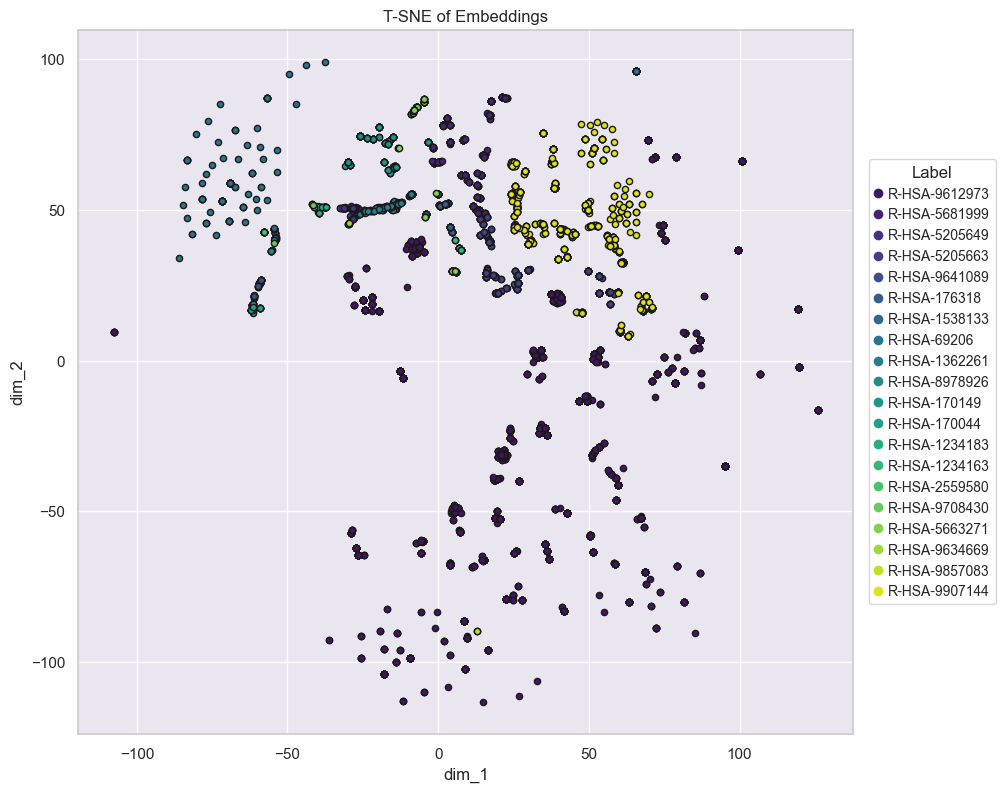 T-SNE of Embeddings
100
50
0
−50
−100
dim_2
−100
−50
0
50
100
dim_1
Label
R-HSA-9612973
R-HSA-5681999
R-HSA-5205649
R-HSA-5205663
R-HSA-9641089
R-HSA-176318
R-HSA-1538133
R-HSA-69206
R-HSA-1362261
R-HSA-8978926
R-HSA-170149
R-HSA-170044
R-HSA-1234183
R-HSA-1234163
R-HSA-2559580
R-HSA-9708430
R-HSA-5663271
R-HSA-9634669
R-HSA-9857083
R-HSA-9907144